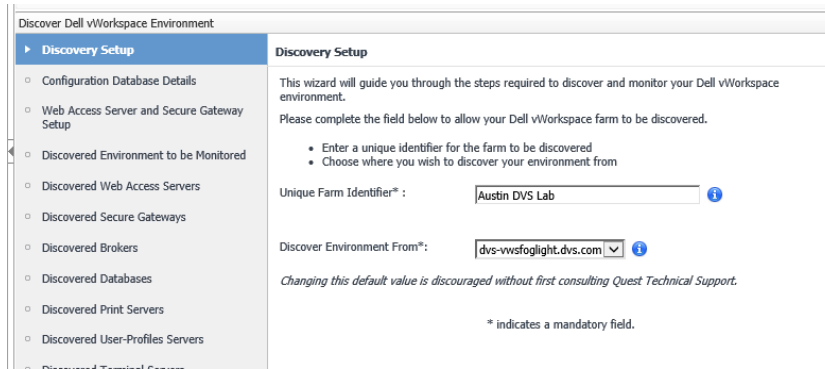 Discover Dell vWorkspace Environment
Discovery Setup
Configuration Database Details
Web Access Server and Secure Gateway
Setup
Discovered Environment to be Monitored
Discovered Web Access Servers
Discovered Secure Gateways
Discovered Brokers
Discovered Databases
Discovered Print Servers
Discovered User-Profiles Servers
Discovered Terminal Servers
Discovery Setup
This wizard will guide you through the steps required to discover and monitor your Dell vWorkspace
environment.
Please complete the field below to allow your Dell vWorkspace farm to be discovered.
• Enter a unique identifier for the farm to be discovered
• Choose where you wish to discover your environment from
Unique Farm Identifier* : Austin DVS Lab
Discover Environment From*: dvs-vwsfoglight.dvs.com
Changing this default value is discouraged without first consulting Quest Technical Support.
* indicates a mandatory field.